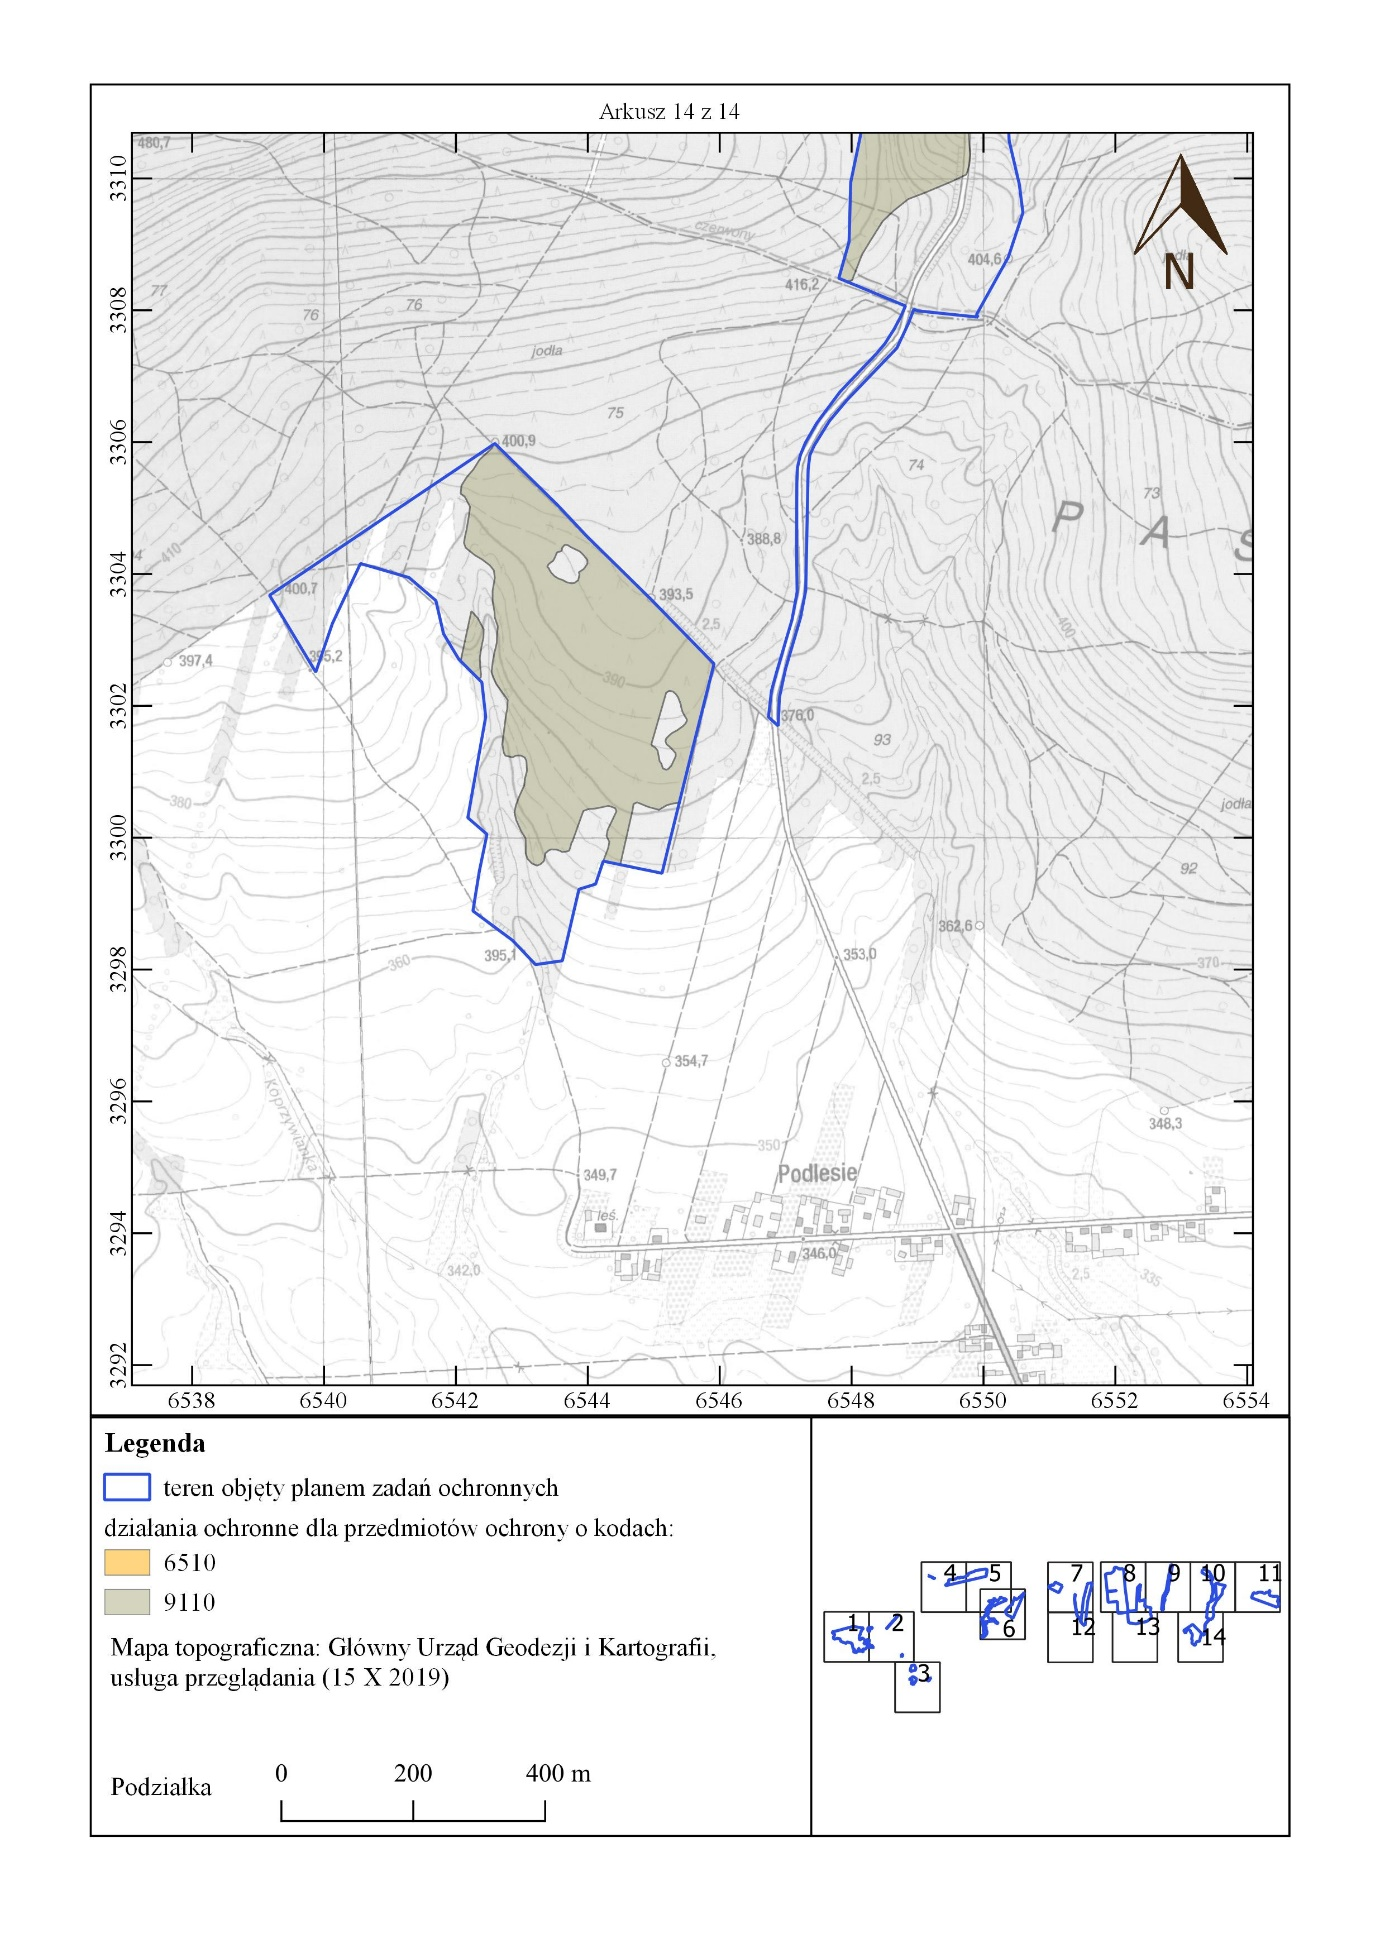 Arkusz 14 z 14
480,7
3310
czerwony
404,6
jodła
416,2
77
76
76
3308
jodła
75
3306
400,9
74
73
P A S
410
388,8
3304
400,7
393,5
2,5
400
395,2
397,4
390
3302
376,0
93
2,5
380
jodła
3300
92
362,6
395,1
353,0
360
370
3298
354,7
3296
Koprzywianka
348,3
350
349,7
Podlesie
leś.
3294
346,0
342,0
2,5
335
3292
6538 6540 6542 6544 6546 6548 6550 6552 6554
Legenda
teren objęty planem zadań ochronnych
działania ochronne dla przedmiotów ochrony o kodach:
6510
9110
Mapa topograficzna: Główny Urząd Geodezji i Kartografii,
usługa przeglądania (15 X 2019)
Podziałka 0 200 400 m
4 5 7 8 9 10 11
1 2 6 12 13 14
3
N